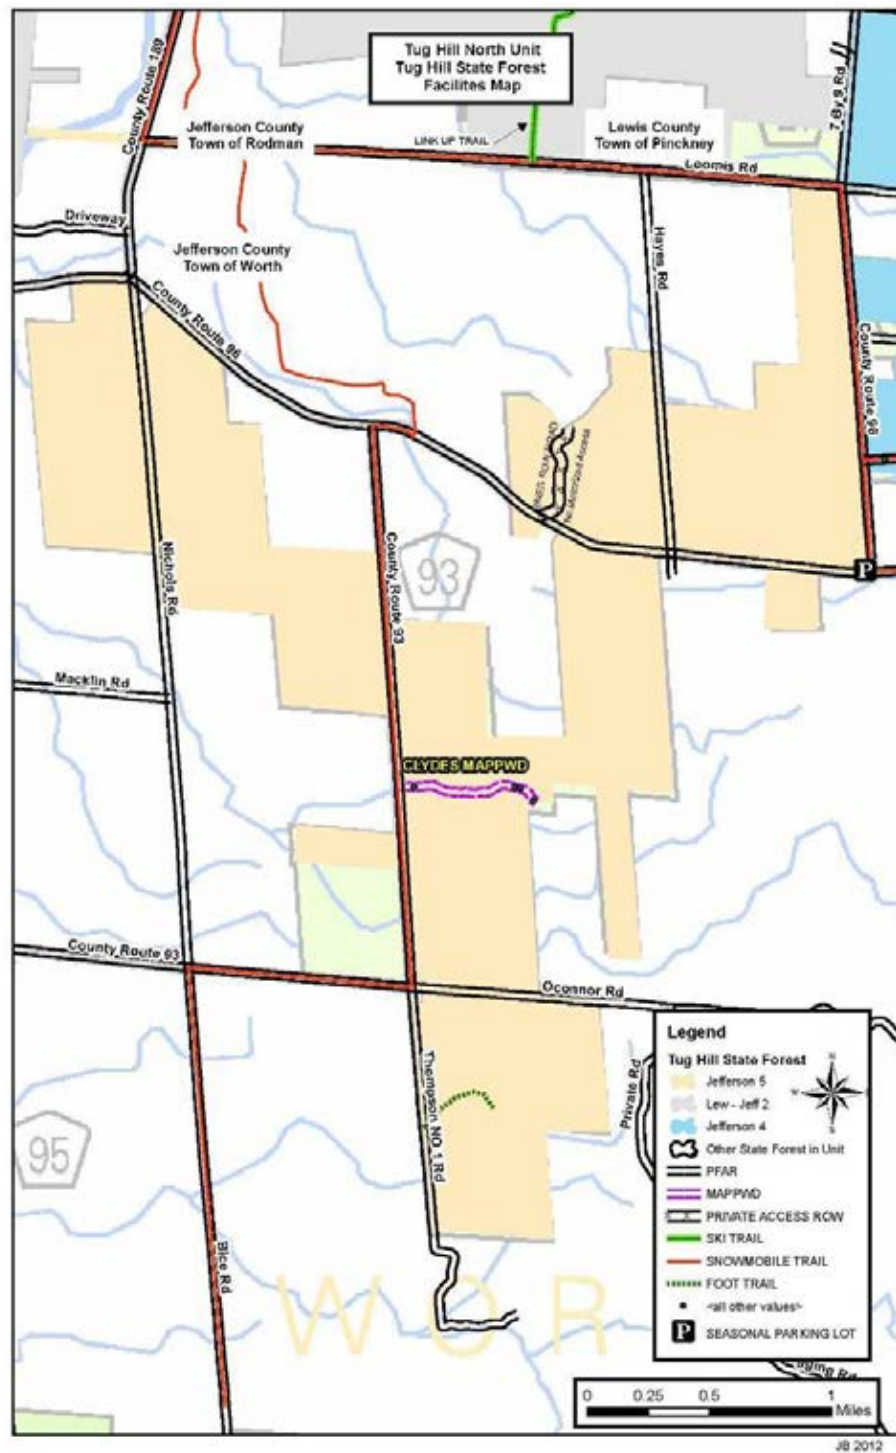 Tug Hill North Unit
Tug Hill State Forest
Facilites Map
County Route 189
7 By 9 Rd
Jefferson County
Town of Rodman
LINK UP TRAIL
Lewis County
Town of Pinckney
Loomis Rd
Driveway
Hayes Rd
Jefferson County
Town of Worth
County Route 96
County Route 96
93
County Route 93
Nichols Rd
P
Macklin Rd
CLYDES MAPPWD
County Route 93
Oconnor Rd
Thompson NO 1 Rd
Private Rd
95
Bice Rd
W O R
Legend
Tug Hill State Forest
N
W
S
Jefferson 5
Lew - Jeff 2
Jefferson 4
Other State Forest in Unit
PFAR
MAPPWD
PRIVATE ACCESS ROW
SKI TRAIL
SNOWMOBILE TRAIL
FOOT TRAIL
<all other values>
P SEASONAL PARKING LOT
0 0.25 0.5 1
Miles
JB 2012